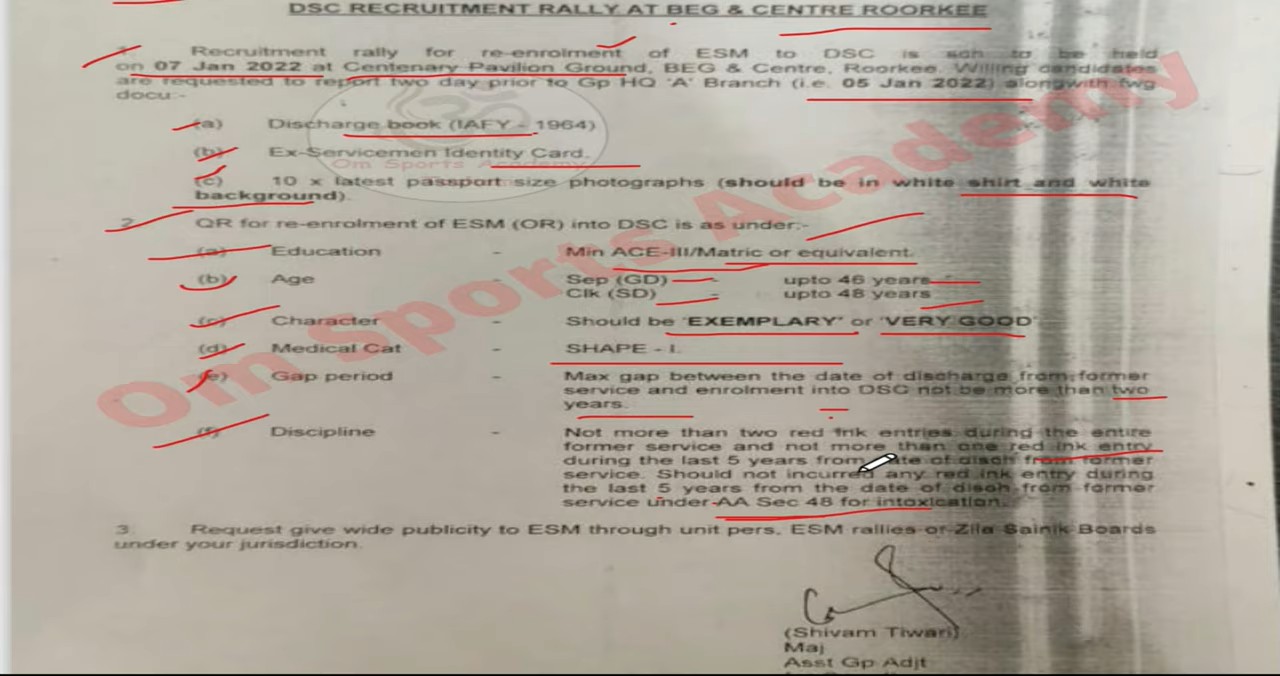 DSC RECRUITMENT RALLY AT BEG & CENTRE ROORKEE
1. Recruitment rally for re-enrolment of ESM to DSC is sch to be held
on 07 Jan 2022 at Centenary Pavilion Ground, BEG & Centre, Roorkee. Willing candidates
are requested to report two day prior to Gp HQ 'A' Branch (i.e. 05 Jan 2022) alongwith fwg
docu:-
(a) Discharge book (IAFY - 1964)
(b) Ex-Servicemen Identity Card.
Om Sports Academy
(c) 10 x latest passport size photographs (should be in white shirt and white
background).
2. QR for re-enrolment of ESM (OR) into DSC is as under:-
(a) Education - Min ACE-III/Matric or equivalent.
(b) Age - Sep (GD) - upto 46 years
Clk (SD) - upto 48 years
(c) Character - Should be 'EXEMPLARY' or 'VERY GOOD'
(d) Medical Cat - SHAPE - I.
(e) Gap period - Max gap between the date of discharge from former
service and enrolment into DSC not be more than two
years.
(f) Discipline - Not more than two red ink entries during the entire
former service and not more than one red ink entry
during the last 5 years from date of disch from former
service. Should not incurred any red ink entry during
the last 5 years from the date of disch from former
service under AA Sec 48 for intoxication.
3. Request give wide publicity to ESM through unit pers, ESM rallies or Zila Sainik Boards
under your jurisdiction.
(Shivam Tiwari)
Maj
Asst Gp Adjt
Om Sports Academy